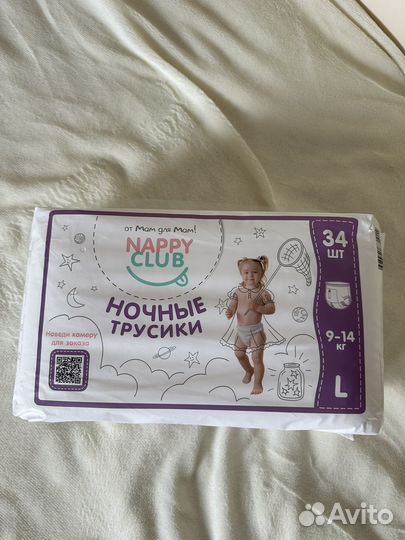 от Мам для Мам!
NAPPY
CLUB
НОЧНЫЕ
ТРУСИКИ
Наведи камеру
для заказа
34
ШТ
9-14
КГ
L
Avito